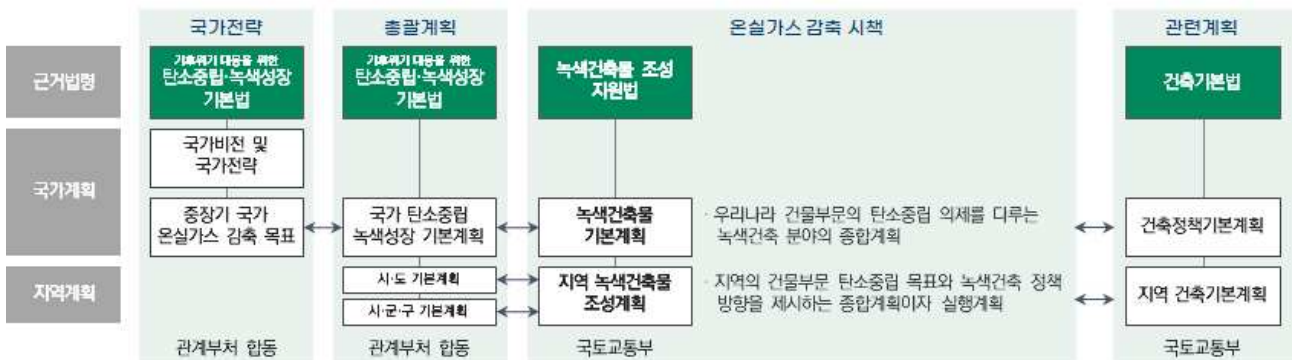 국가전략
총괄계획
온실가스 감축 시책
관련계획
근거법령
기후위기 대응을 위한
탄소중립·녹색성장
기본법
기후위기 대응을 위한
탄소중립·녹색성장
기본법
녹색건축물 조성
지원법
건축기본법
국가계획
국가비전 및
국가전략
중장기 국가
온실가스 감축 목표
국가 탄소중립
녹색성장 기본계획
녹색건축물
기본계획
· 우리나라 건물부문의 탄소중립 의제를 다루는
녹색건축 분야의 종합계획
건축정책기본계획
지역계획
시·도 기본계획
시·군·구 기본계획
지역 녹색건축물
조성계획
· 지역의 건물부문 탄소중립 목표와 녹색건축 정책
방향을 제시하는 종합계획이자 실행계획
지역 건축기본계획
관계부처 합동
관계부처 합동
국토교통부
국토교통부